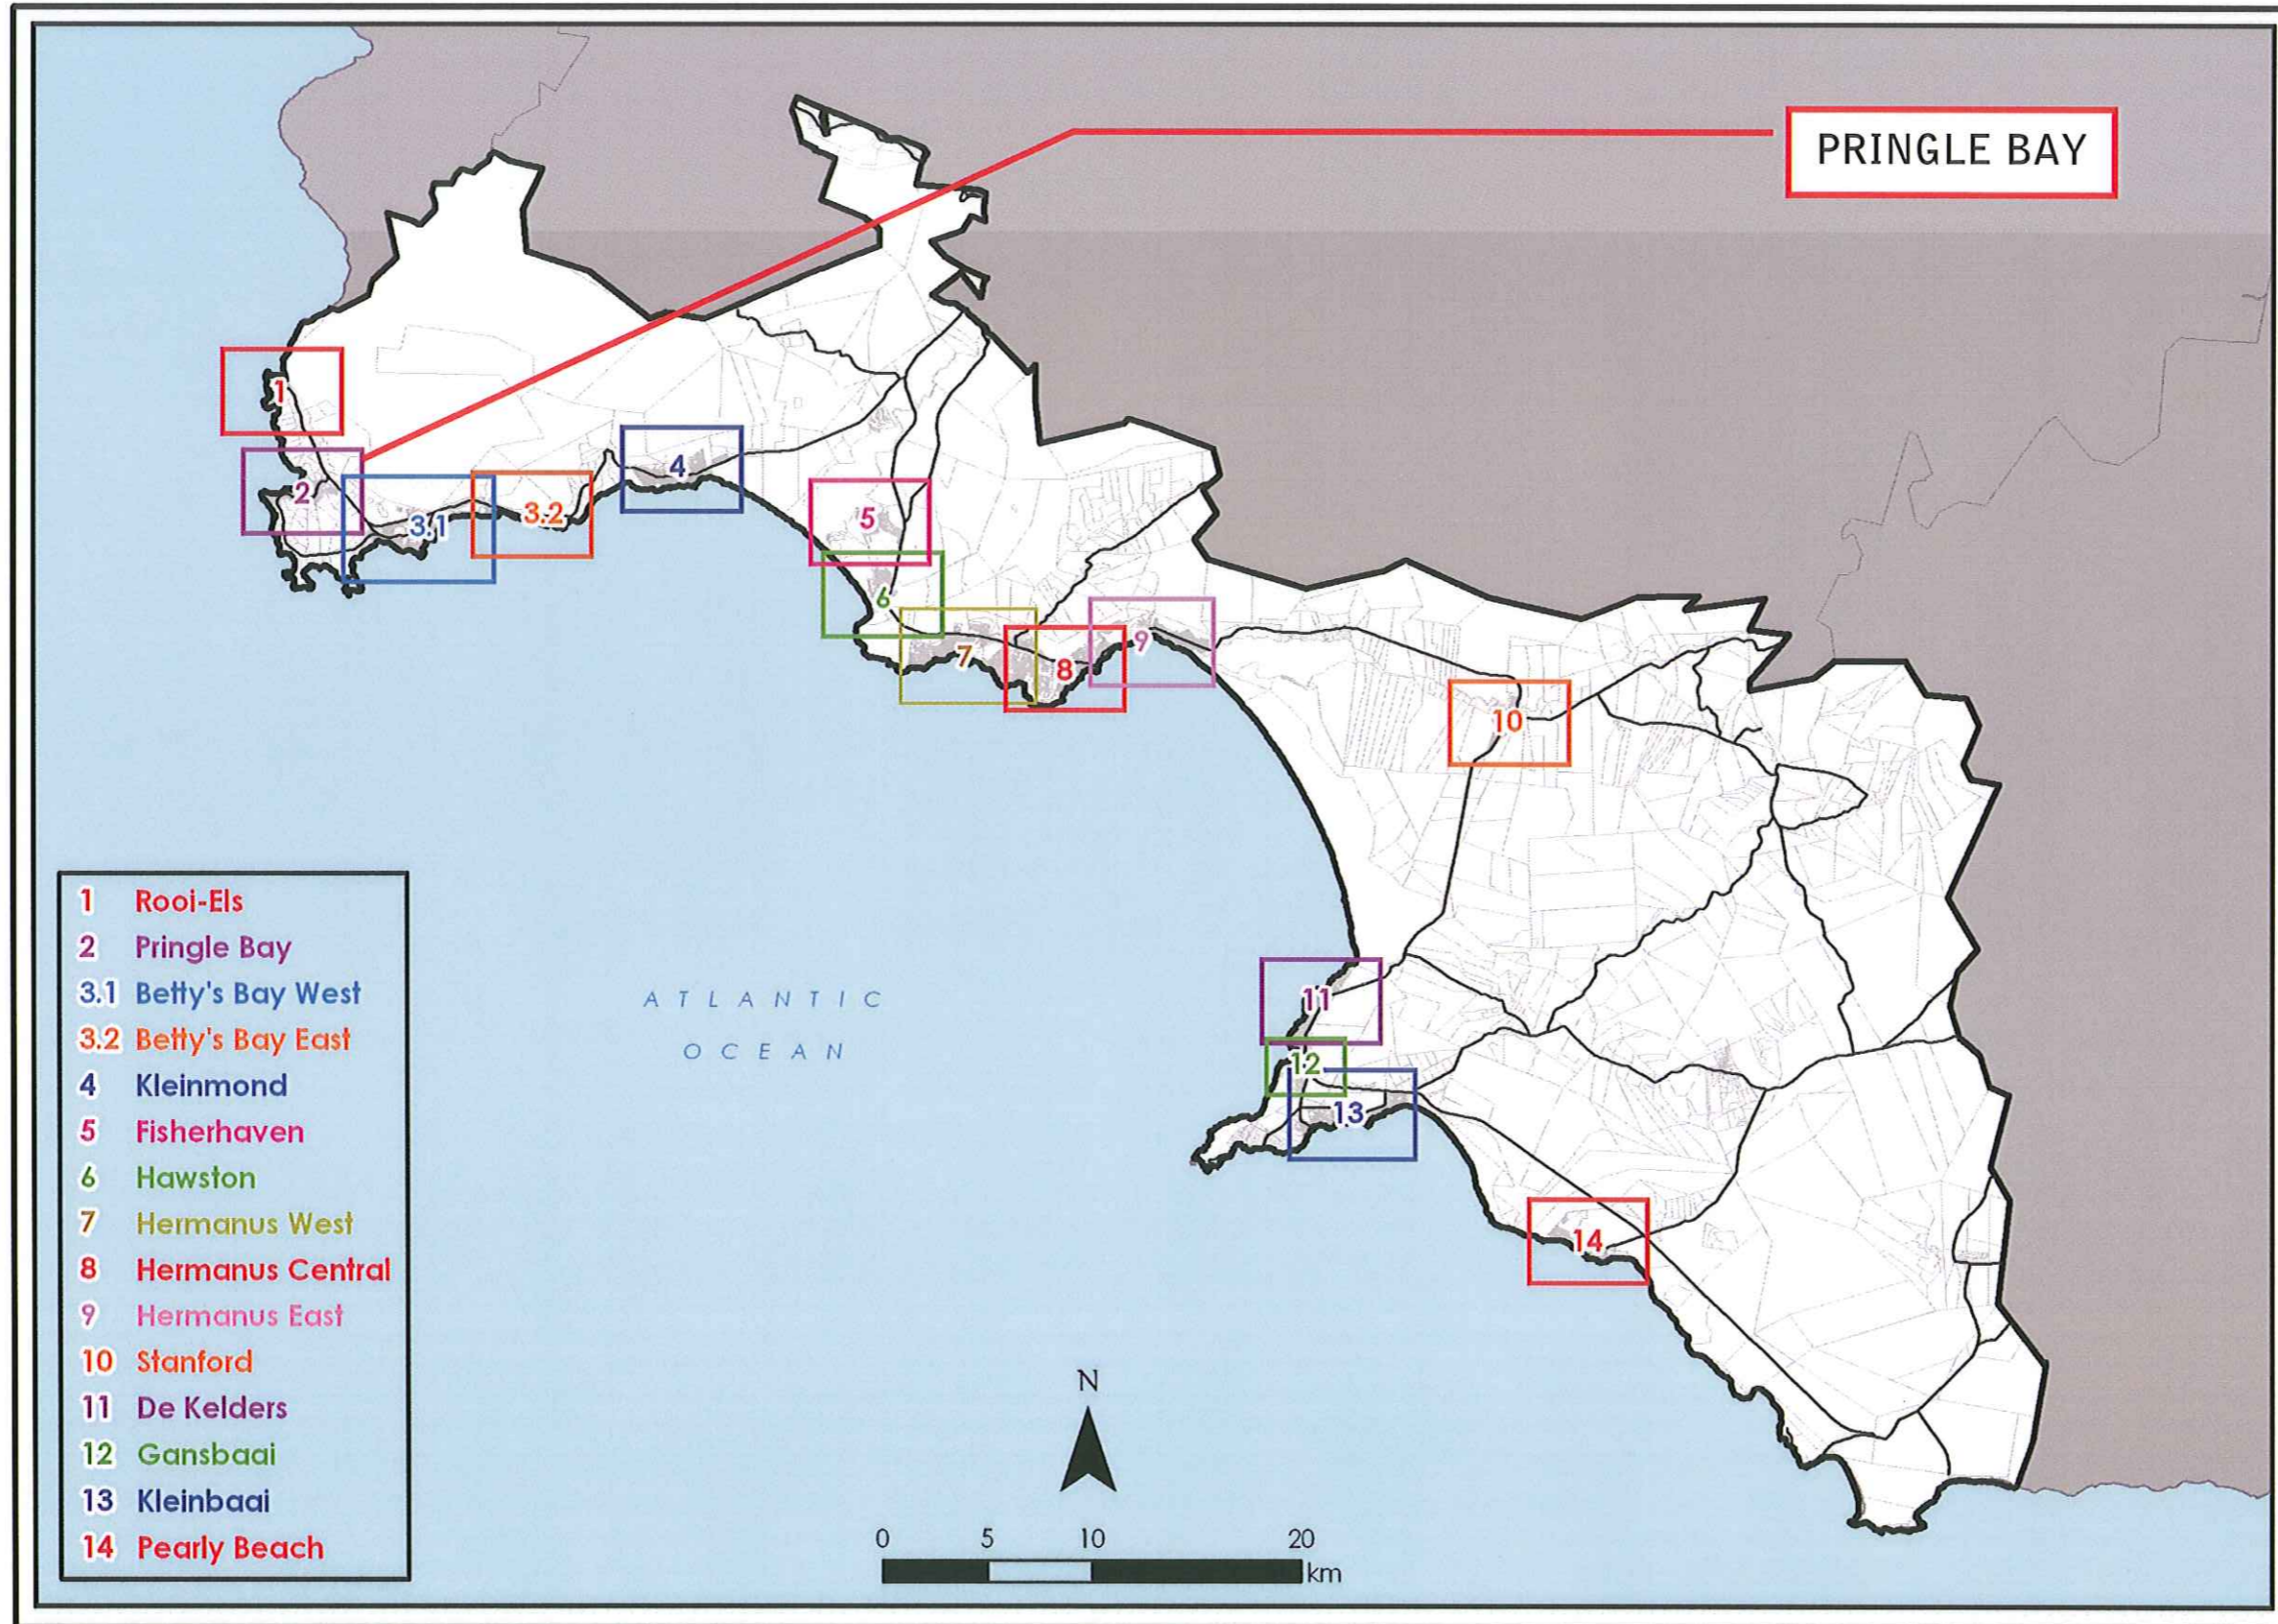 PRINGLE BAY
1
2
3.1
3.2
4
5
6
7
8
9
10
11
12
13
14
1 Rooi-Els
2 Pringle Bay
3.1 Betty's Bay West
3.2 Betty's Bay East
4 Kleinmond
5 Fisherhaven
6 Hawston
7 Hermanus West
8 Hermanus Central
9 Hermanus East
10 Stanford
11 De Kelders
12 Gansbaai
13 Kleinbaai
14 Pearly Beach
ATLANTIC
OCEAN
N
0 5 10 20
km